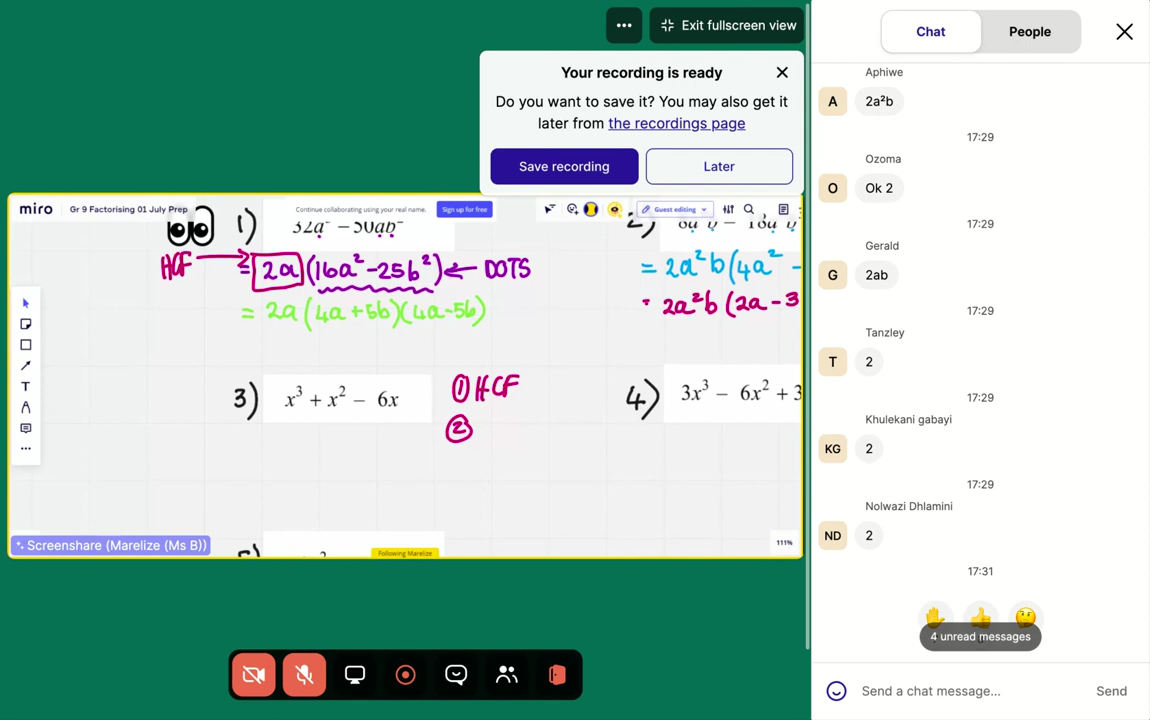 Exit fullscreen view
Your recording is ready
Do you want to save it? You may also get it
later from the recordings page
Save recording
Later
miro
Gr 9 Factorising 01 July Prep
Continue collaborating using your real name.
Sign up for free
Guest editing
1)
32a² − 50ab²
HCF
= 2a (16a² − 25b²) ← DOTS
= 2a (4a + 5b)(4a − 5b)
2)
= 2a²b (4a² −
2a²b (2a − 3
3)
x³ + x² − 6x
① HCF
②
4)
3x³ − 6x² + 3
5)
T
Screenshare (Marelize (Ms B))
Following Marelize
111%
Chat
People
Aphiwe
A
2a²b
17:29
Ozoma
O
Ok 2
17:29
Gerald
G
2ab
17:29
Tanzley
T
2
17:29
Khulekani gabayi
KG
2
17:29
Nolwazi Dhlamini
ND
2
17:31
4 unread messages
Send a chat message...
Send